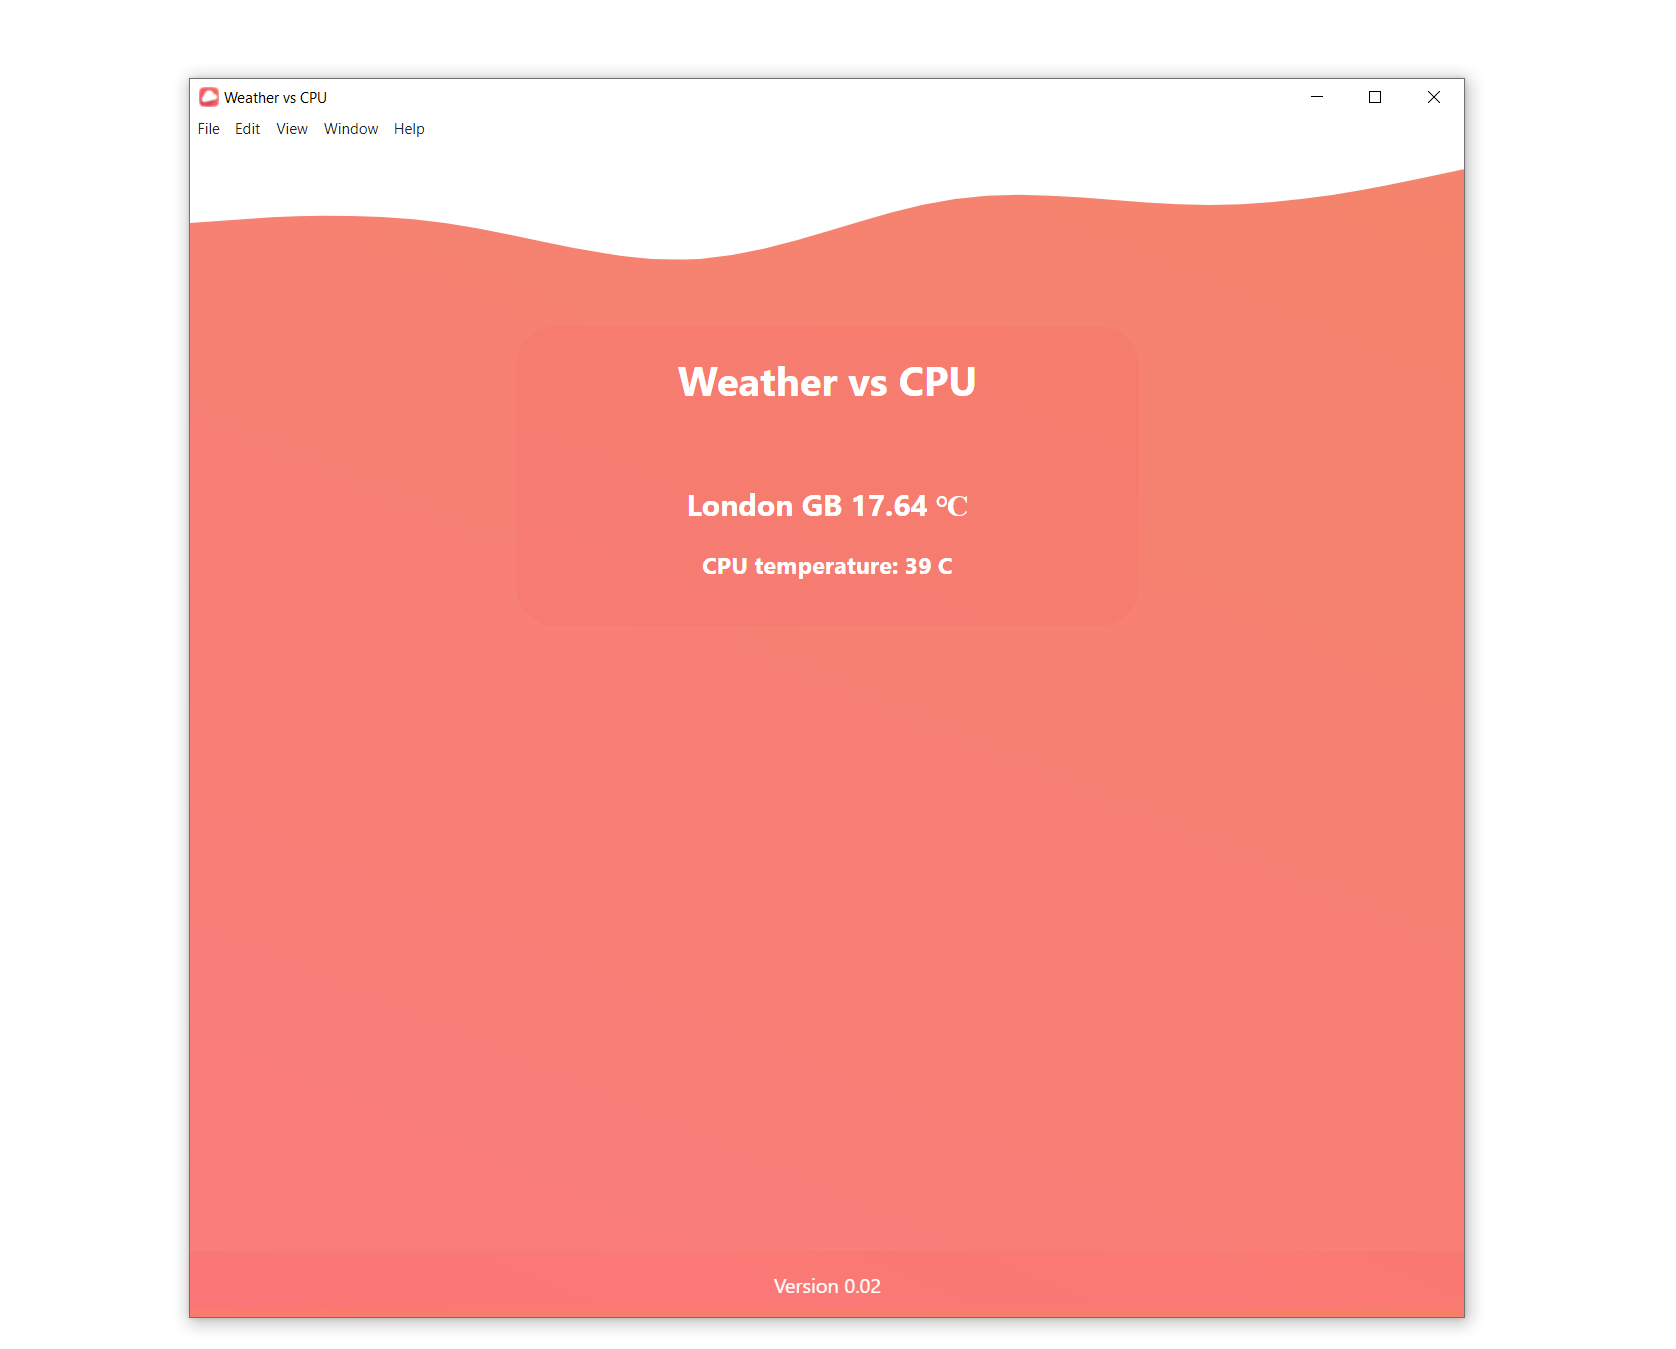 Weather vs CPU
File Edit View Window Help
Weather vs CPU
London GB 17.64 ℃
CPU temperature: 39 C
Version 0.02